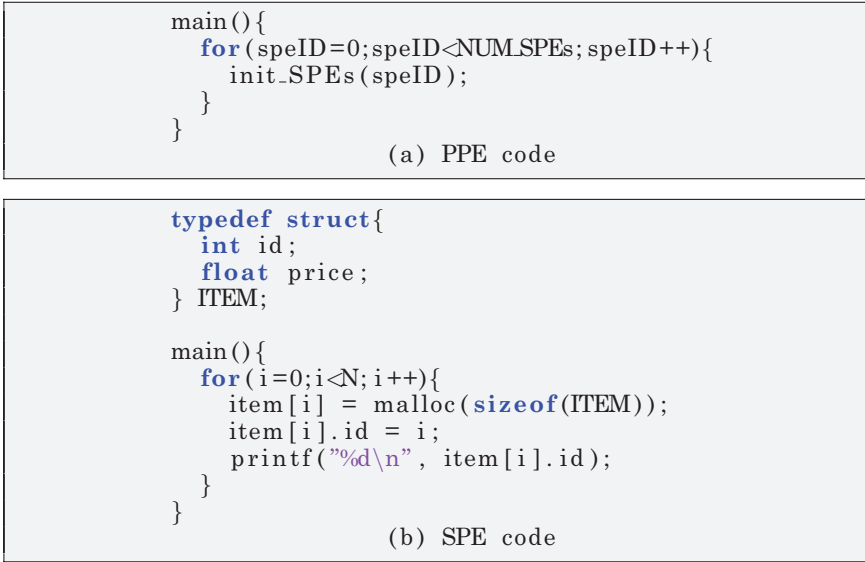 main(){
for(speID=0;speID<NUM_SPEs;speID++){
init_SPEs(speID);
}
}
(a) PPE code
typedef struct{
int id;
float price;
} ITEM;
main(){
for(i=0;i<N;i++){
item[i] = malloc(sizeof(ITEM));
item[i].id = i;
printf("%d\n", item[i].id);
}
}
(b) SPE code